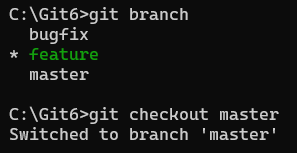 C:\Git6>git branch
  bugfix
* feature
  master

C:\Git6>git checkout master
Switched to branch 'master'